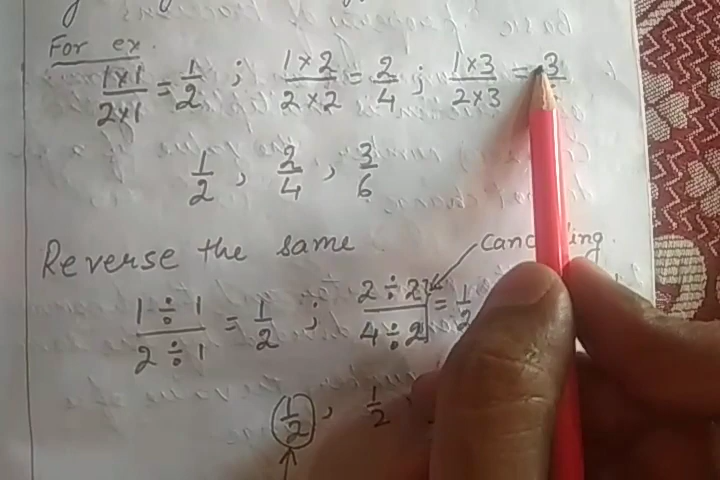 For ex.
1×1/2×1 = 1/2 ; 1×2/2×2 = 2/4 ; 1×3/2×3 = 3
1/2 , 2/4 , 3/6
Reverse the same
1÷1/2÷1 = 1/2 ; 2÷2/4÷2 = 1/2
1/2 , 1/2